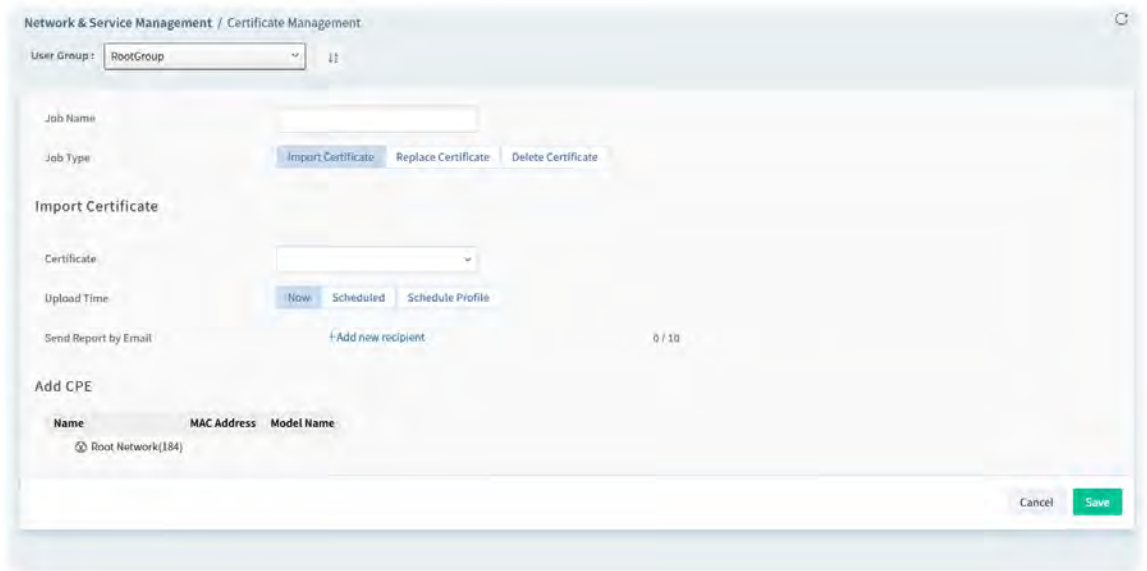 Network & Service Management / Certificate Management
User Group : RootGroup
Job Name
Job Type Import Certificate Replace Certificate Delete Certificate
Import Certificate
Certificate
Upload Time Now Scheduled Schedule Profile
Send Report by Email +Add new recipient 0 / 10
Add CPE
Name MAC Address Model Name
Root Network(184)
Cancel Save